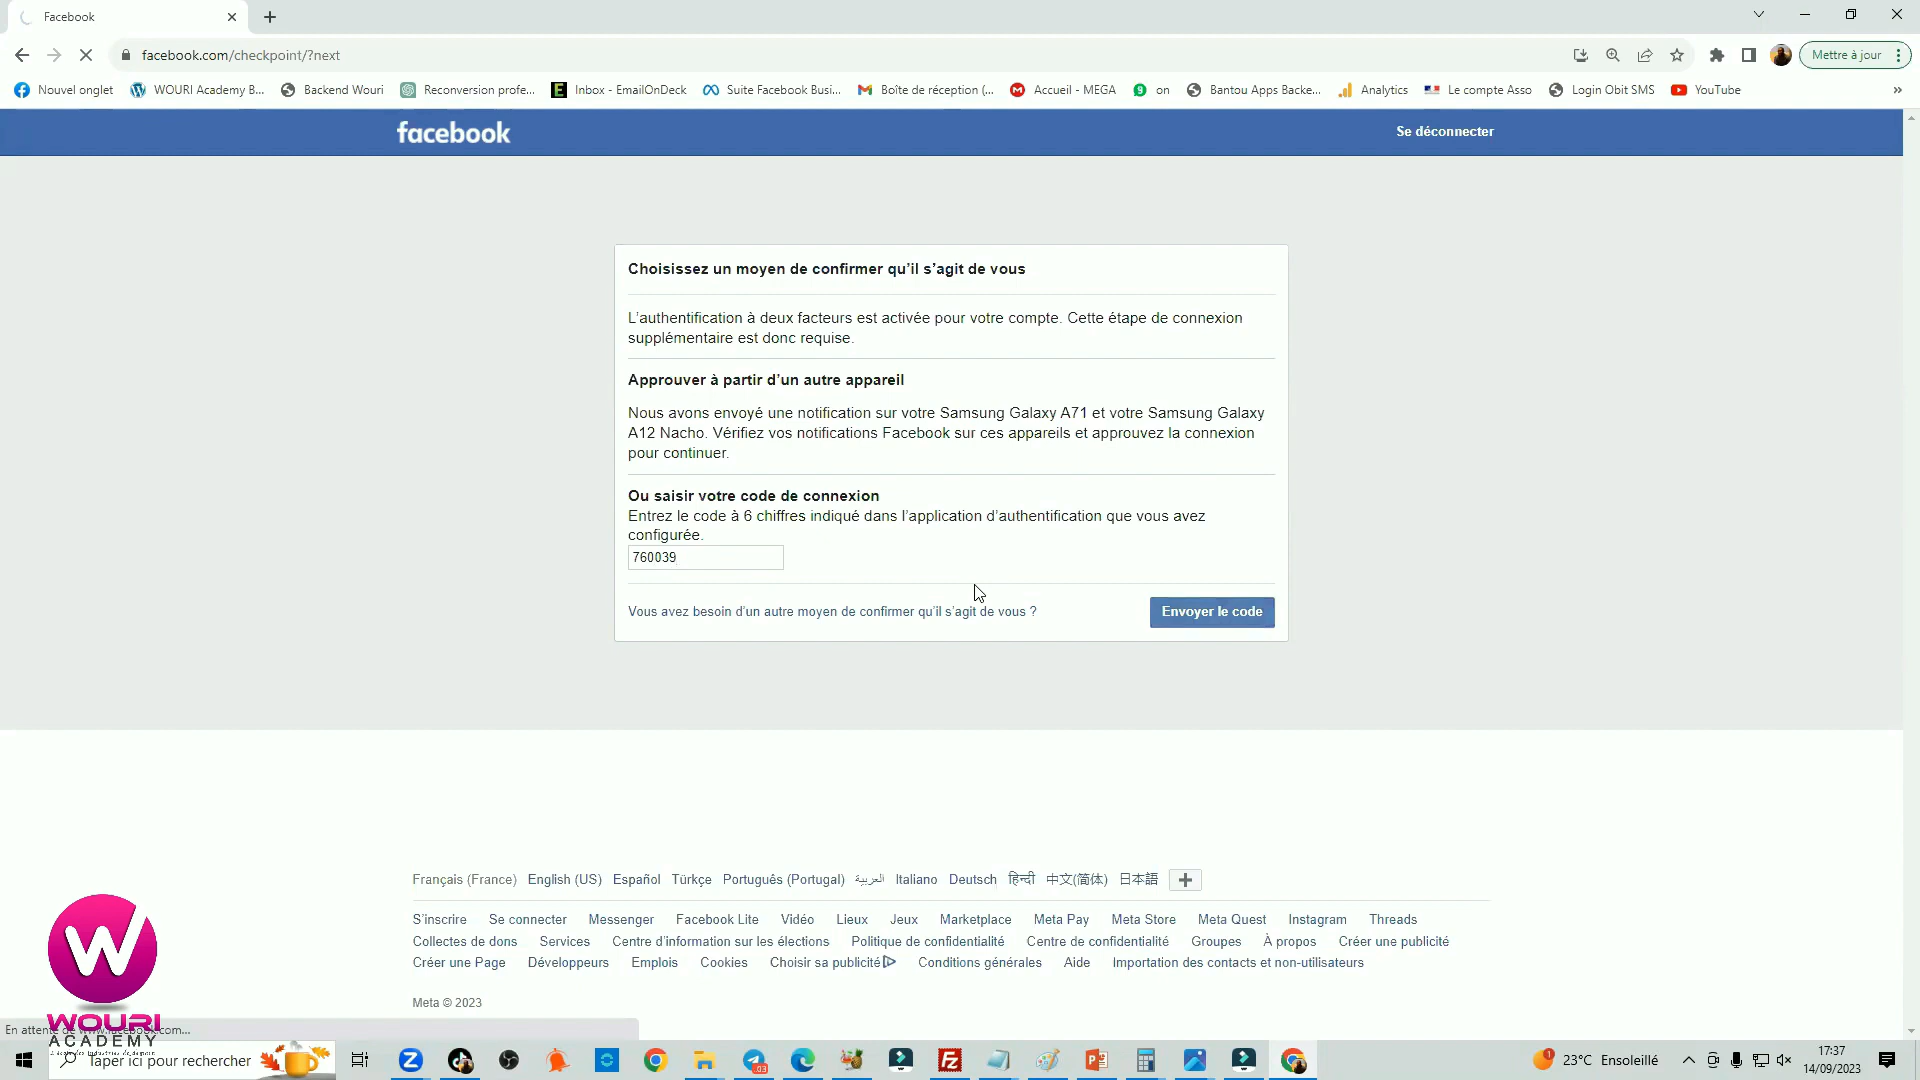 Facebook
facebook.com/checkpoint/?next
Mettre à jour
Nouvel onglet
WOURI Academy B...
Backend Wouri
Reconversion profe...
Inbox - EmailOnDeck
Suite Facebook Busi...
Boîte de réception (...
Accueil - MEGA
on
Bantou Apps Backe...
Analytics
Le compte Asso
Login Obit SMS
YouTube
facebook
Se déconnecter
Choisissez un moyen de confirmer qu’il s’agit de vous
L’authentification à deux facteurs est activée pour votre compte. Cette étape de connexion
supplémentaire est donc requise.
Approuver à partir d’un autre appareil
Nous avons envoyé une notification sur votre Samsung Galaxy A71 et votre Samsung Galaxy
A12 Nacho. Vérifiez vos notifications Facebook sur ces appareils et approuvez la connexion
pour continuer.
Ou saisir votre code de connexion
Entrez le code à 6 chiffres indiqué dans l’application d’authentification que vous avez
configurée.
760039
Vous avez besoin d’un autre moyen de confirmer qu’il s’agit de vous ?
Envoyer le code
Français (France) English (US) Español Türkçe Português (Portugal) العربية Italiano Deutsch हिन्दी 中文(简体) 日本語
S’inscrire Se connecter Messenger Facebook Lite Vidéo Lieux Jeux Marketplace Meta Pay Meta Store Meta Quest Instagram Threads
Collectes de dons Services Centre d’information sur les élections Politique de confidentialité Centre de confidentialité Groupes À propos Créer une publicité
Créer une Page Développeurs Emplois Cookies Choisir sa publicité Conditions générales Aide Importation des contacts et non-utilisateurs
Meta © 2023
En attente de www.facebook.com...
W
WOURI
ACADEMY
Taper ici pour rechercher
23°C Ensoleillé
17:37
14/09/2023